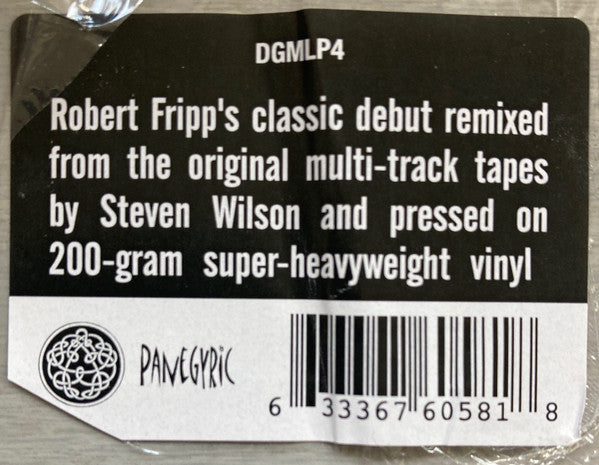 DGMLP4
Robert Fripp's classic debut remixed
from the original multi-track tapes
by Steven Wilson and pressed on
200-gram super-heavyweight vinyl
PANEGYRIC
6 33367 60581 8